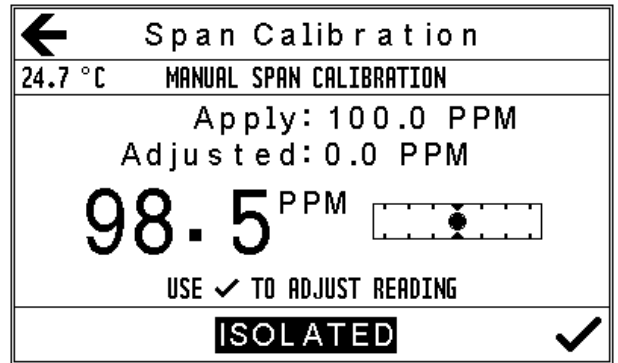 Span Calibration
24.7 °C MANUAL SPAN CALIBRATION
Apply: 100.0 PPM
Adjusted: 0.0 PPM
98.5 PPM
USE ✓ TO ADJUST READING
ISOLATED